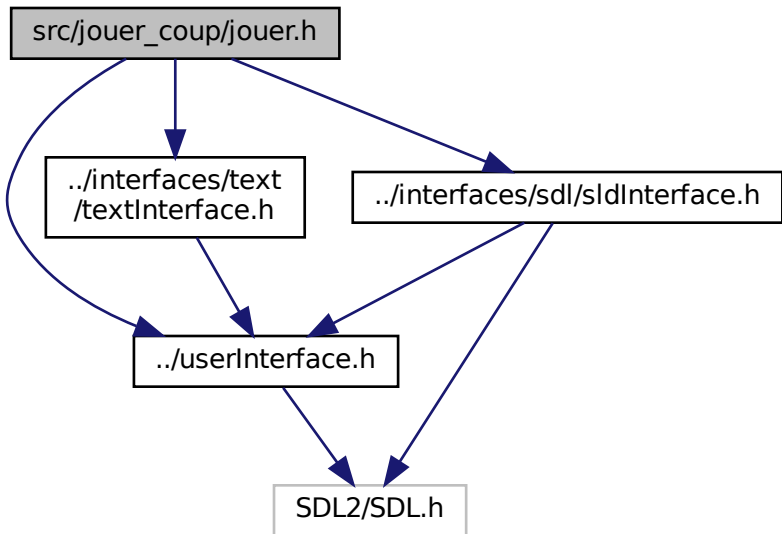 src/jouer_coup/jouer.h
../interfaces/text
/textInterface.h
../interfaces/sdl/sldInterface.h
../userInterface.h
SDL2/SDL.h